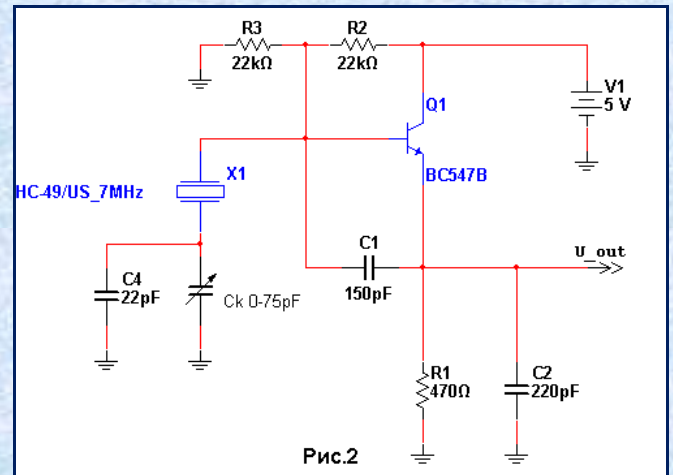 R3
22kΩ
R2
22kΩ
Q1
V1
5 V
BC547B
X1
HC-49/US_7MHz
C1
150pF
U_out
C4
22pF
Ck 0-75pF
R1
470Ω
C2
220pF
Рис.2